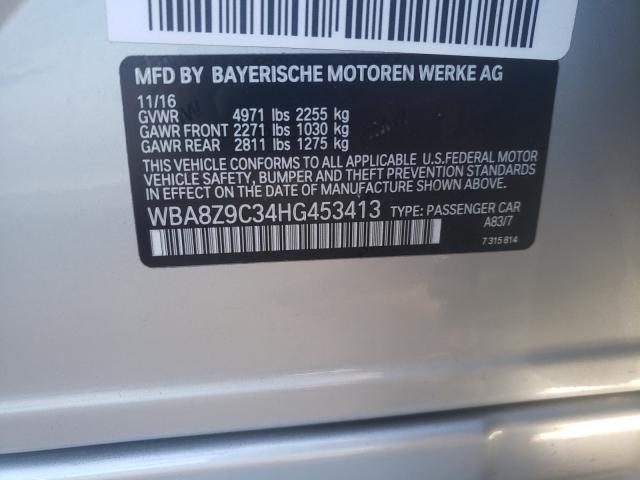 MFD BY BAYERISCHE MOTOREN WERKE AG
11/16
GVWR 4971 lbs 2255 kg
GAWR FRONT 2271 lbs 1030 kg
GAWR REAR 2811 lbs 1275 kg
THIS VEHICLE CONFORMS TO ALL APPLICABLE U.S.FEDERAL MOTOR
VEHICLE SAFETY, BUMPER AND THEFT PREVENTION STANDARDS
IN EFFECT ON THE DATE OF MANUFACTURE SHOWN ABOVE.
WBA8Z9C34HG453413 TYPE: PASSENGER CAR
A83/7
7 315 814